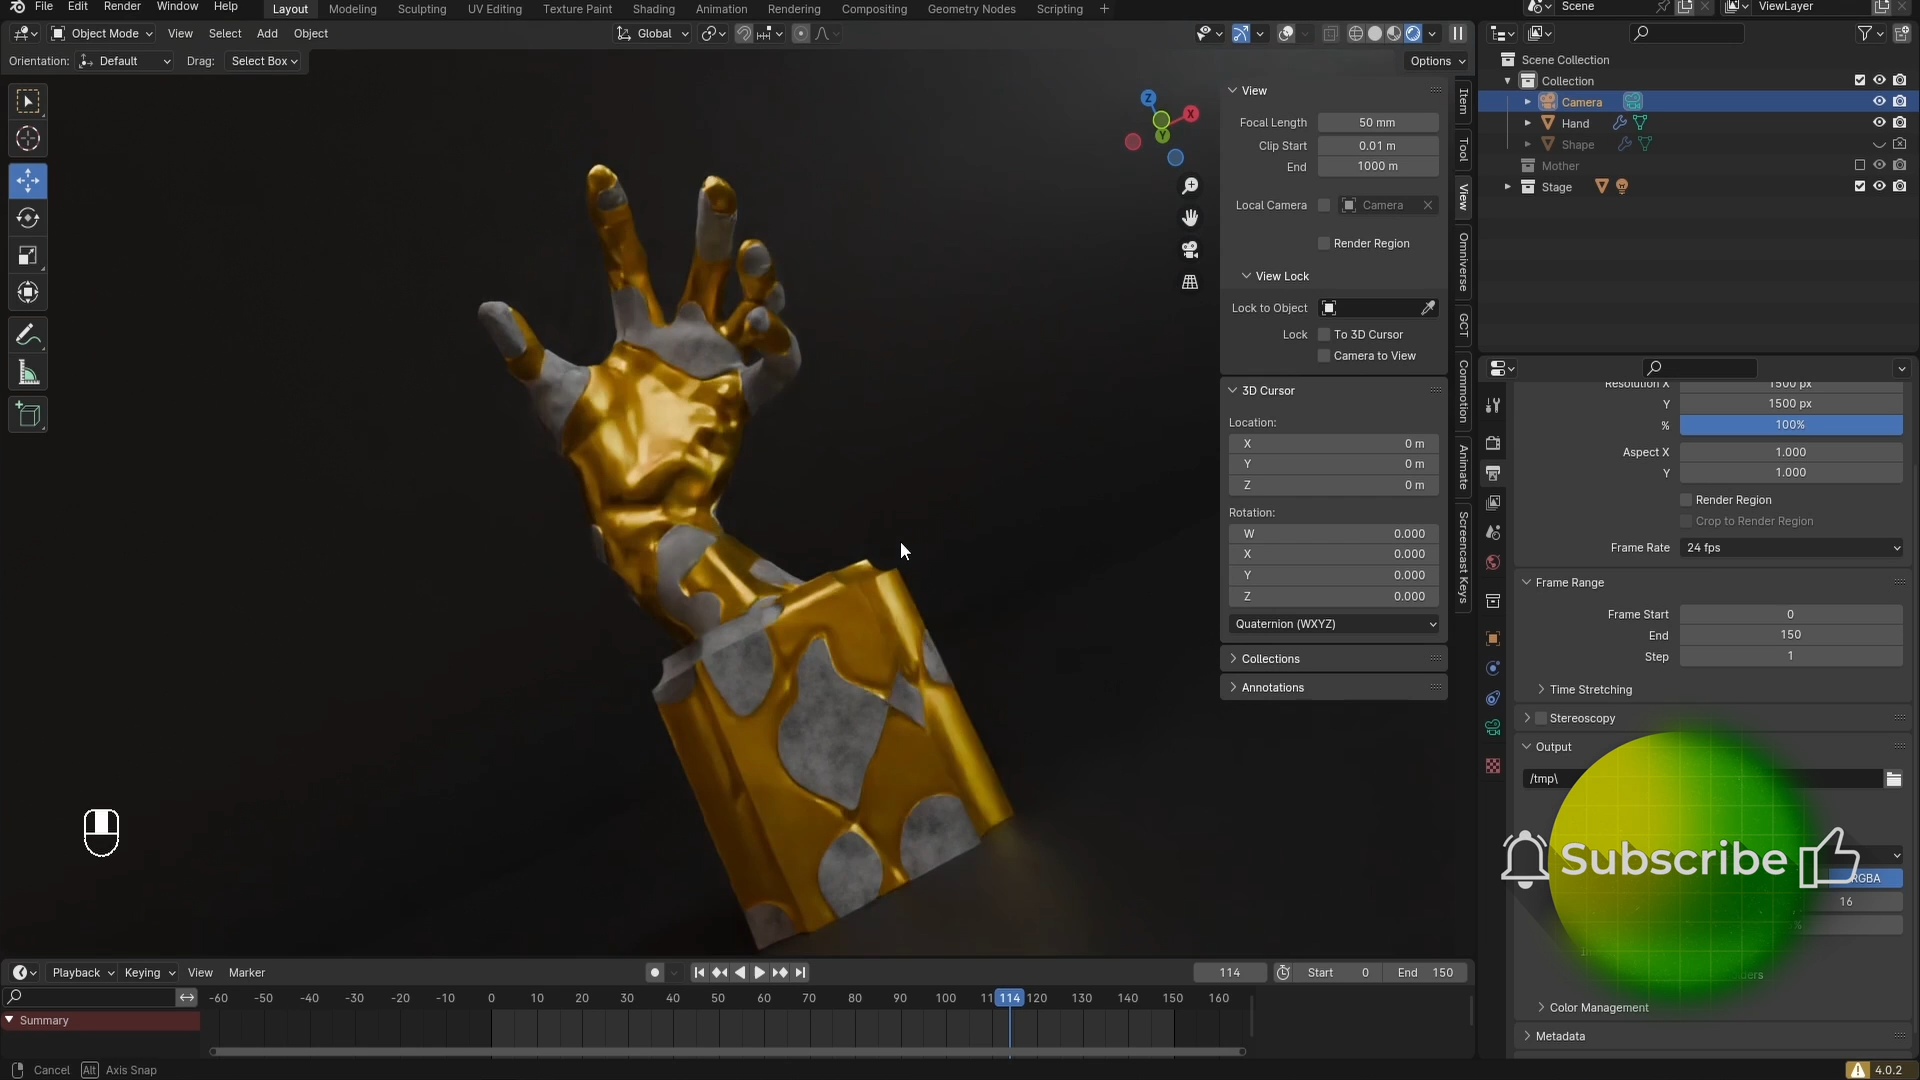 File Edit Render Window Help Layout Modeling Sculpting UV Editing Texture Paint Shading Animation Rendering Compositing Geometry Nodes Scripting + Scene ViewLayer
Object Mode View Select Add Object Global
Orientation: Default Drag: Select Box Options
Scene Collection
Collection
Camera
Hand
Shape
Mother
Stage
Z
X
Y
View
Focal Length 50 mm
Clip Start 0.01 m
End 1000 m
Local Camera Camera
Render Region
View Lock
Lock to Object
Lock To 3D Cursor
Camera to View
3D Cursor
Location:
X 0 m
Y 0 m
Z 0 m
Rotation:
W 0.000
X 0.000
Y 0.000
Z 0.000
Quaternion (WXYZ)
Collections
Annotations
Item
Tool
View
Omniverse
GCT
Commotion
Animate
Screencast Keys
Resolution X 1500 px
Y 1500 px
% 100%
Aspect X 1.000
Y 1.000
Render Region
Crop to Render Region
Frame Rate 24 fps
Frame Range
Frame Start 0
End 150
Step 1
Time Stretching
Stereoscopy
Output
/tmp\
Subscribe
RGBA
16
Color Management
Metadata
Playback Keying View Marker 114 Start 0 End 150
-60 -50 -40 -30 -20 -10 0 10 20 30 40 50 60 70 80 90 100 11 114 120 130 140 150 160
Summary
Cancel Alt Axis Snap 4.0.2